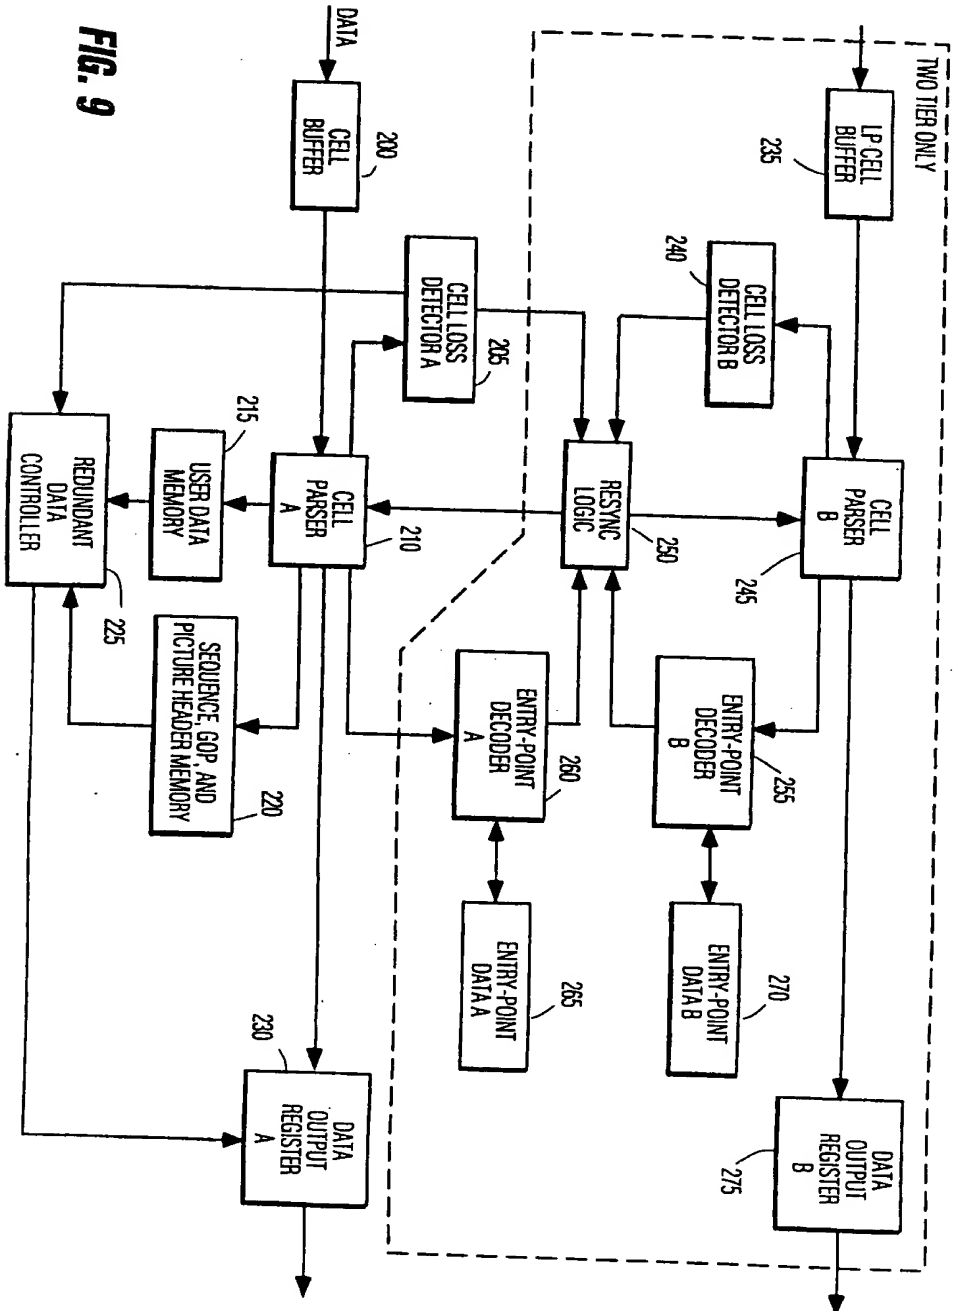 TWO TIER ONLY
LP CELL
BUFFER
235
CELL LOSS
DETECTOR B
240
CELL
PARSER
B
245
ENTRY-POINT
DECODER
B
255
ENTRY-POINT
DATA B
270
DATA
OUTPUT
REGISTER
B
275
RESYNC
LOGIC
250
ENTRY-POINT
DECODER
A
260
ENTRY-POINT
DATA A
265
DATA
CELL
BUFFER
200
CELL LOSS
DETECTOR A
205
CELL
PARSER
A
210
USER DATA
MEMORY
215
SEQUENCE, GOP, AND
PICTURE HEADER MEMORY
220
REDUNDANT
DATA
CONTROLLER
225
DATA
OUTPUT
REGISTER
A
230
FIG. 9